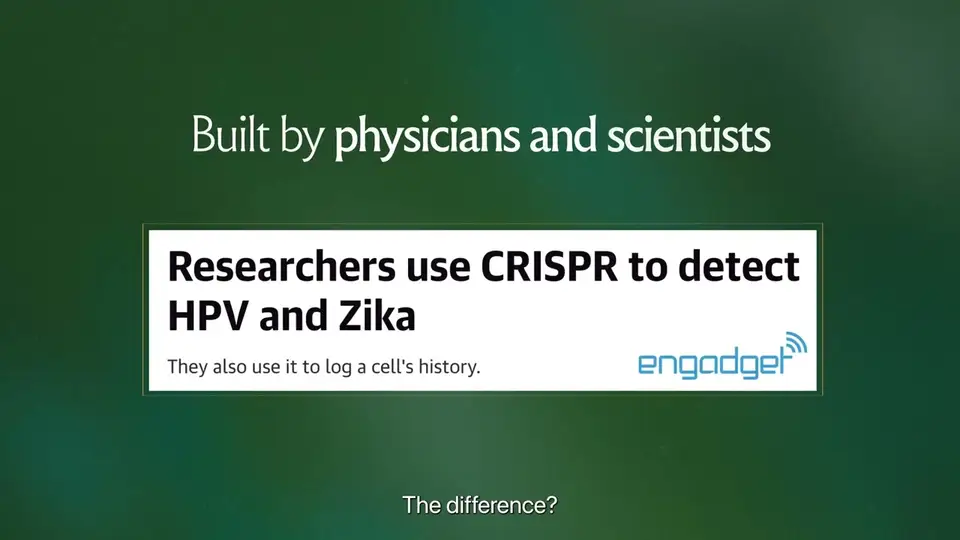 Built by physicians and scientists
Researchers use CRISPR to detect
HPV and Zika
They also use it to log a cell's history.
engadget
The difference?